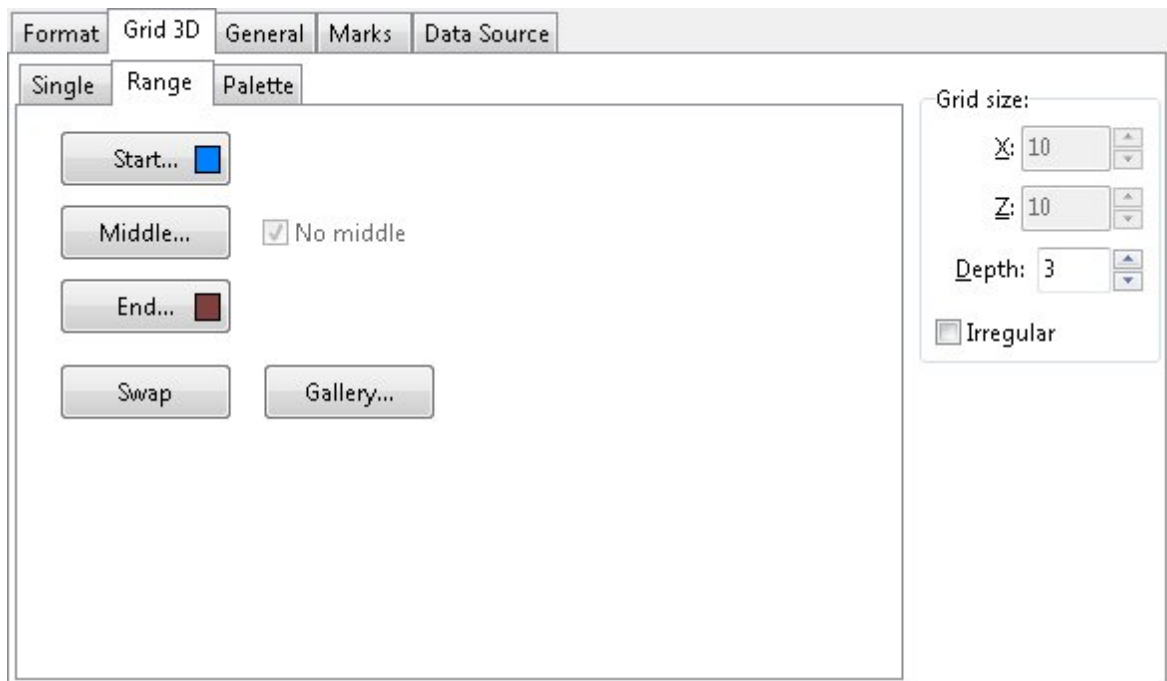 Format Grid 3D General Marks Data Source
Single Range Palette
Grid size:
Start...
X: 10
Middle... No middle
Z: 10
End...
Depth: 3
Irregular
Swap Gallery...